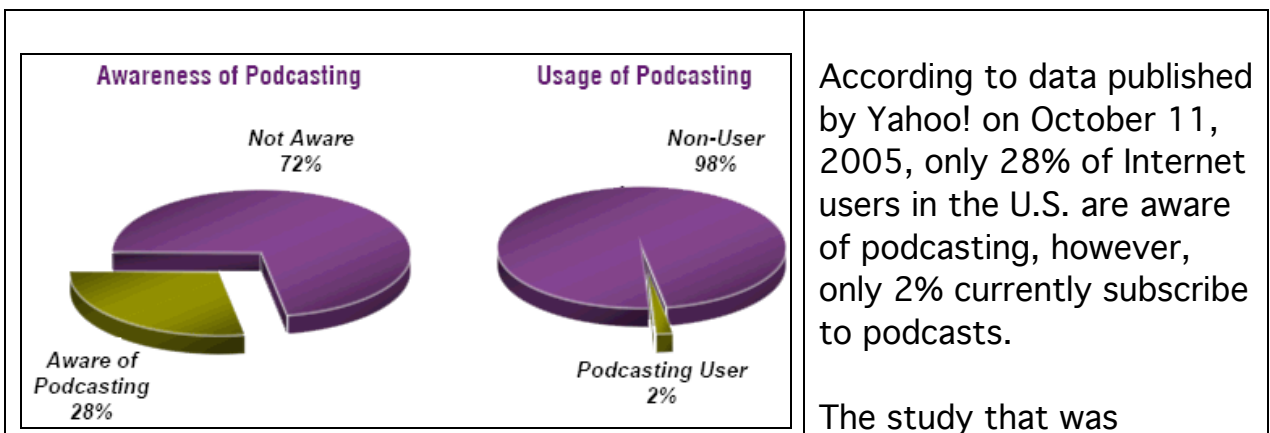 Awareness of Podcasting
Not Aware
72%
Aware of
Podcasting
28%
Usage of Podcasting
Non-User
98%
Podcasting User
2%
According to data published
by Yahoo! on October 11,
2005, only 28% of Internet
users in the U.S. are aware
of podcasting, however,
only 2% currently subscribe
to podcasts.
The study that was